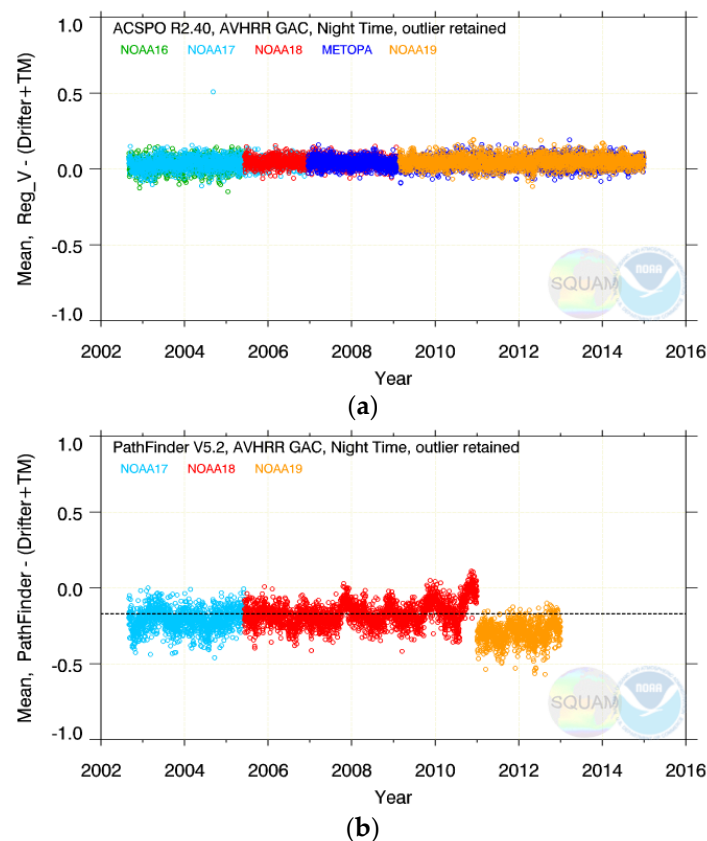 ACSPO R2.40, AVHRR GAC, Night Time, outlier retained
NOAA16 NOAA17 NOAA18 METOPA NOAA19
1.0
0.5
0.0
-0.5
-1.0
Mean, Reg_V - (Drifter+TM)
SQUAM
NOAA
2002 2004 2006 2008 2010 2012 2014 2016
Year
(a)
PathFinder V5.2, AVHRR GAC, Night Time, outlier retained
NOAA17 NOAA18 NOAA19
1.0
0.5
0.0
-0.5
-1.0
Mean, PathFinder - (Drifter+TM)
SQUAM
NOAA
2002 2004 2006 2008 2010 2012 2014 2016
Year
(b)